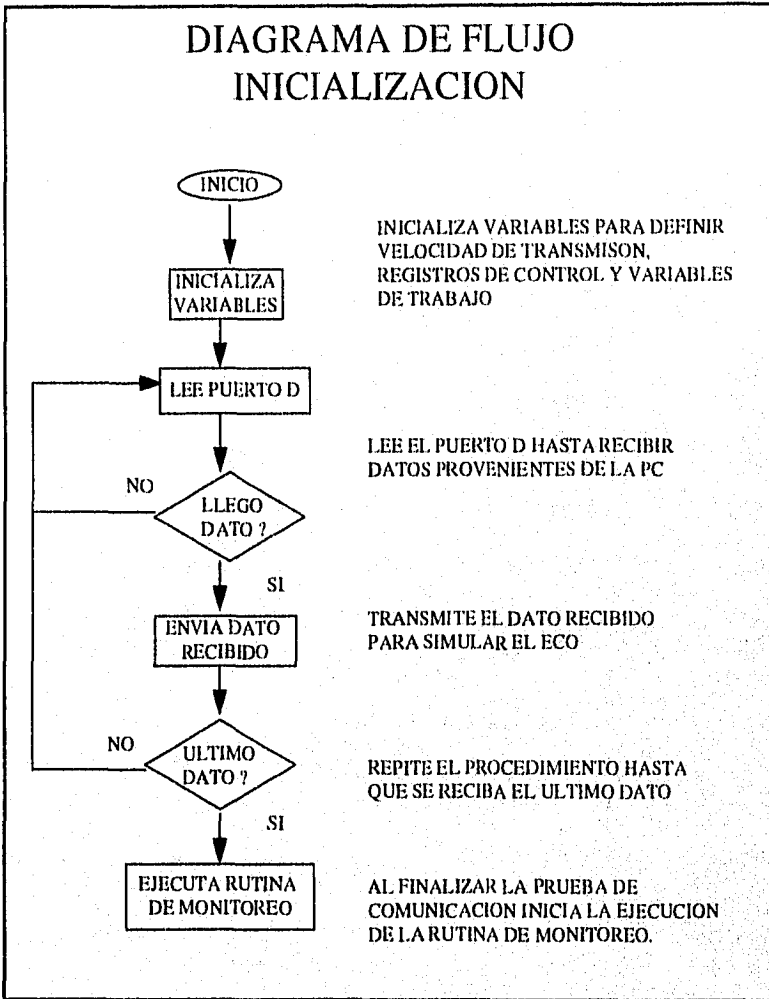 DIAGRAMA DE FLUJO
INICIALIZACION
INICIO
INICIALIZA VARIABLES PARA DEFINIR
VELOCIDAD DE TRANSMISON,
REGISTROS DE CONTROL Y VARIABLES
DE TRABAJO
INICIALIZA
VARIABLES
LEE PUERTO D
LEE EL PUERTO D HASTA RECIBIR
DATOS PROVENIENTES DE LA PC
NO
LLEGO
DATO ?
SI
ENVIA DATO
RECIBIDO
TRANSMITE EL DATO RECIBIDO
PARA SIMULAR EL ECO
NO
ULTIMO
DATO ?
REPITE EL PROCEDIMIENTO HASTA
QUE SE RECIBA EL ULTIMO DATO
SI
EJECUTA RUTINA
DE MONITOREO
AL FINALIZAR LA PRUEBA DE
COMUNICACION INICIA LA EJECUCION
DE LA RUTINA DE MONITOREO.